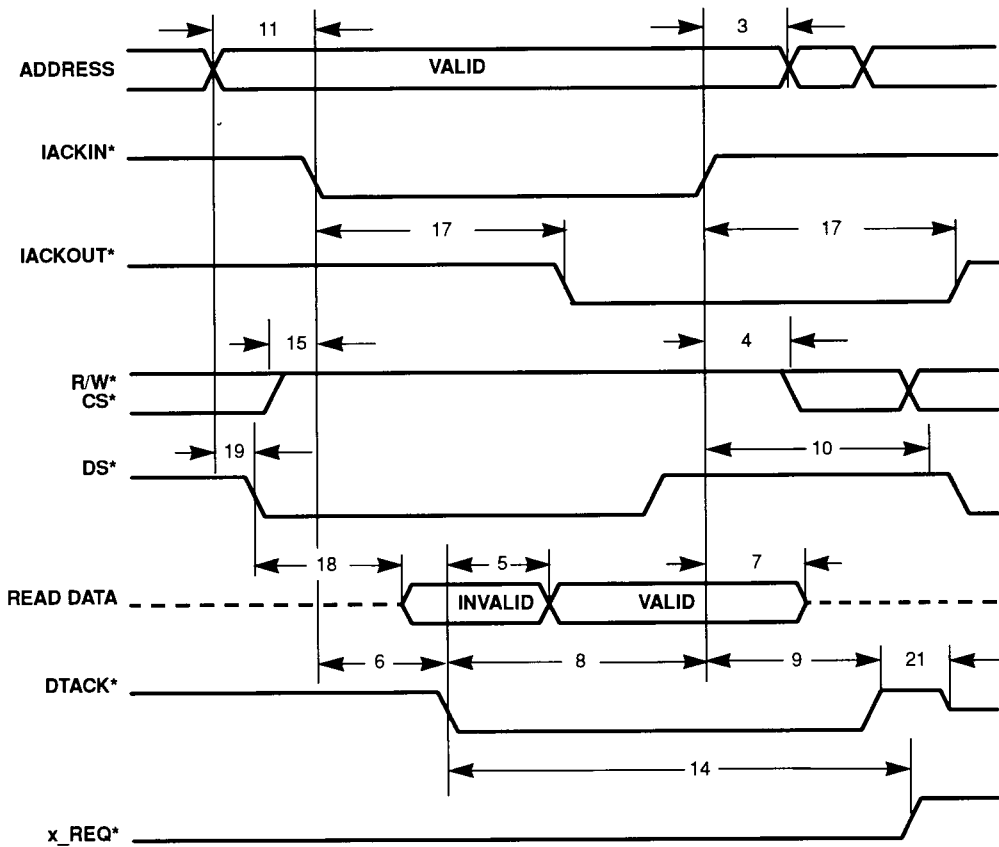 11
3
ADDRESS
VALID
IACKIN*
17
17
IACKOUT*
15
4
R/W*
CS*
19
10
DS*
18
5
7
READ DATA
INVALID
VALID
6
8
9
21
DTACK*
14
x_REQ*